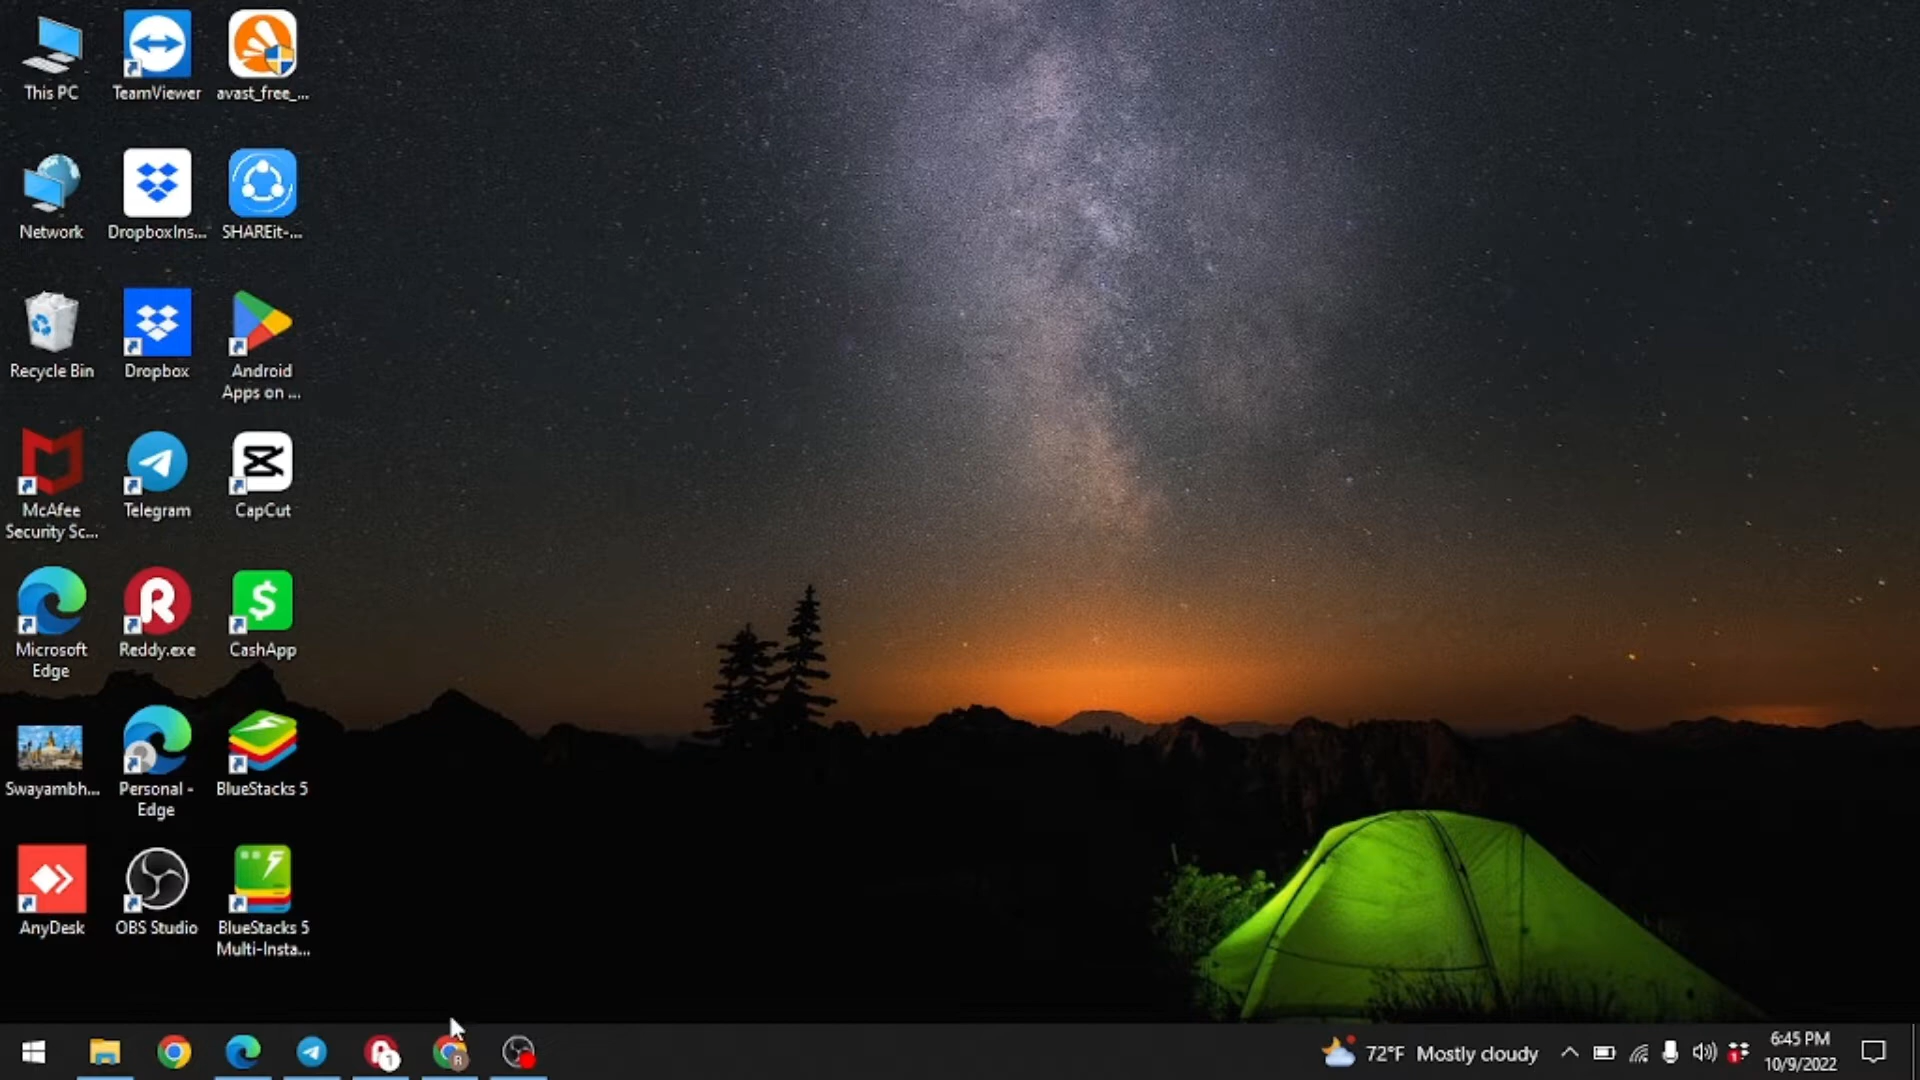 This PC
TeamViewer
avast_free_...
Network
DropboxIns...
SHAREit-...
Recycle Bin
Dropbox
Android
Apps on ...
McAfee
Security Sc...
Telegram
CapCut
Microsoft
Edge
Reddy.exe
CashApp
Swayambh...
Personal -
Edge
BlueStacks 5
AnyDesk
OBS Studio
BlueStacks 5
Multi-Insta...
72°F Mostly cloudy
6:45 PM
10/9/2022